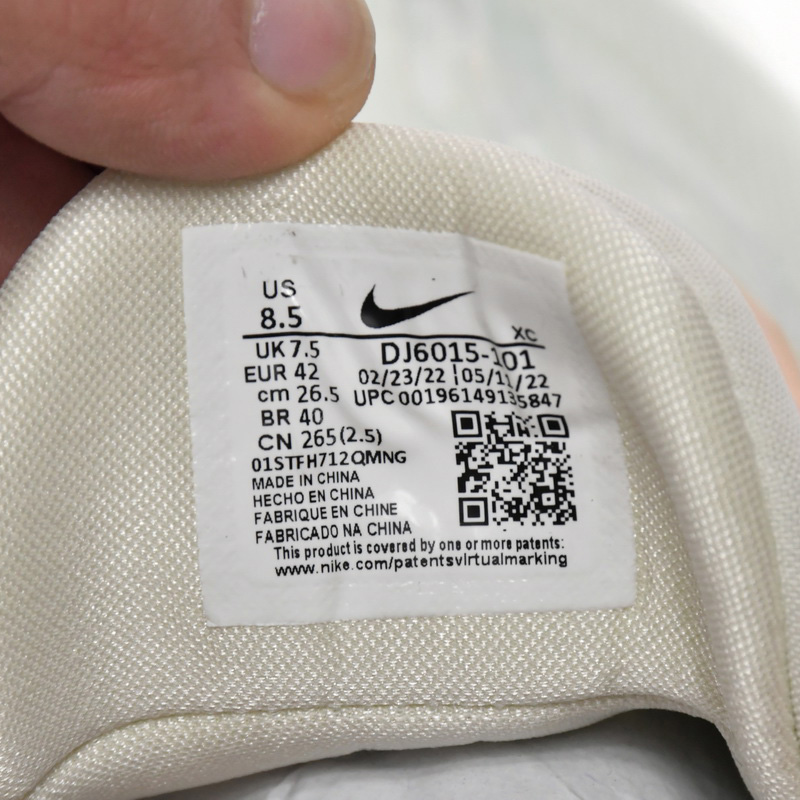 US
8.5
XC
UK 7.5
DJ6015-101
EUR 42
02/23/22 | 05/11/22
cm 26.5
UPC 00196149135847
BR 40
CN 265(2.5)
01STFH712QMNG
MADE IN CHINA
HECHO EN CHINA
FABRIQUE EN CHINE
FABRICADO NA CHINA
This product is covered by one or more patents:
www.nike.com/patentsvirtualmarking